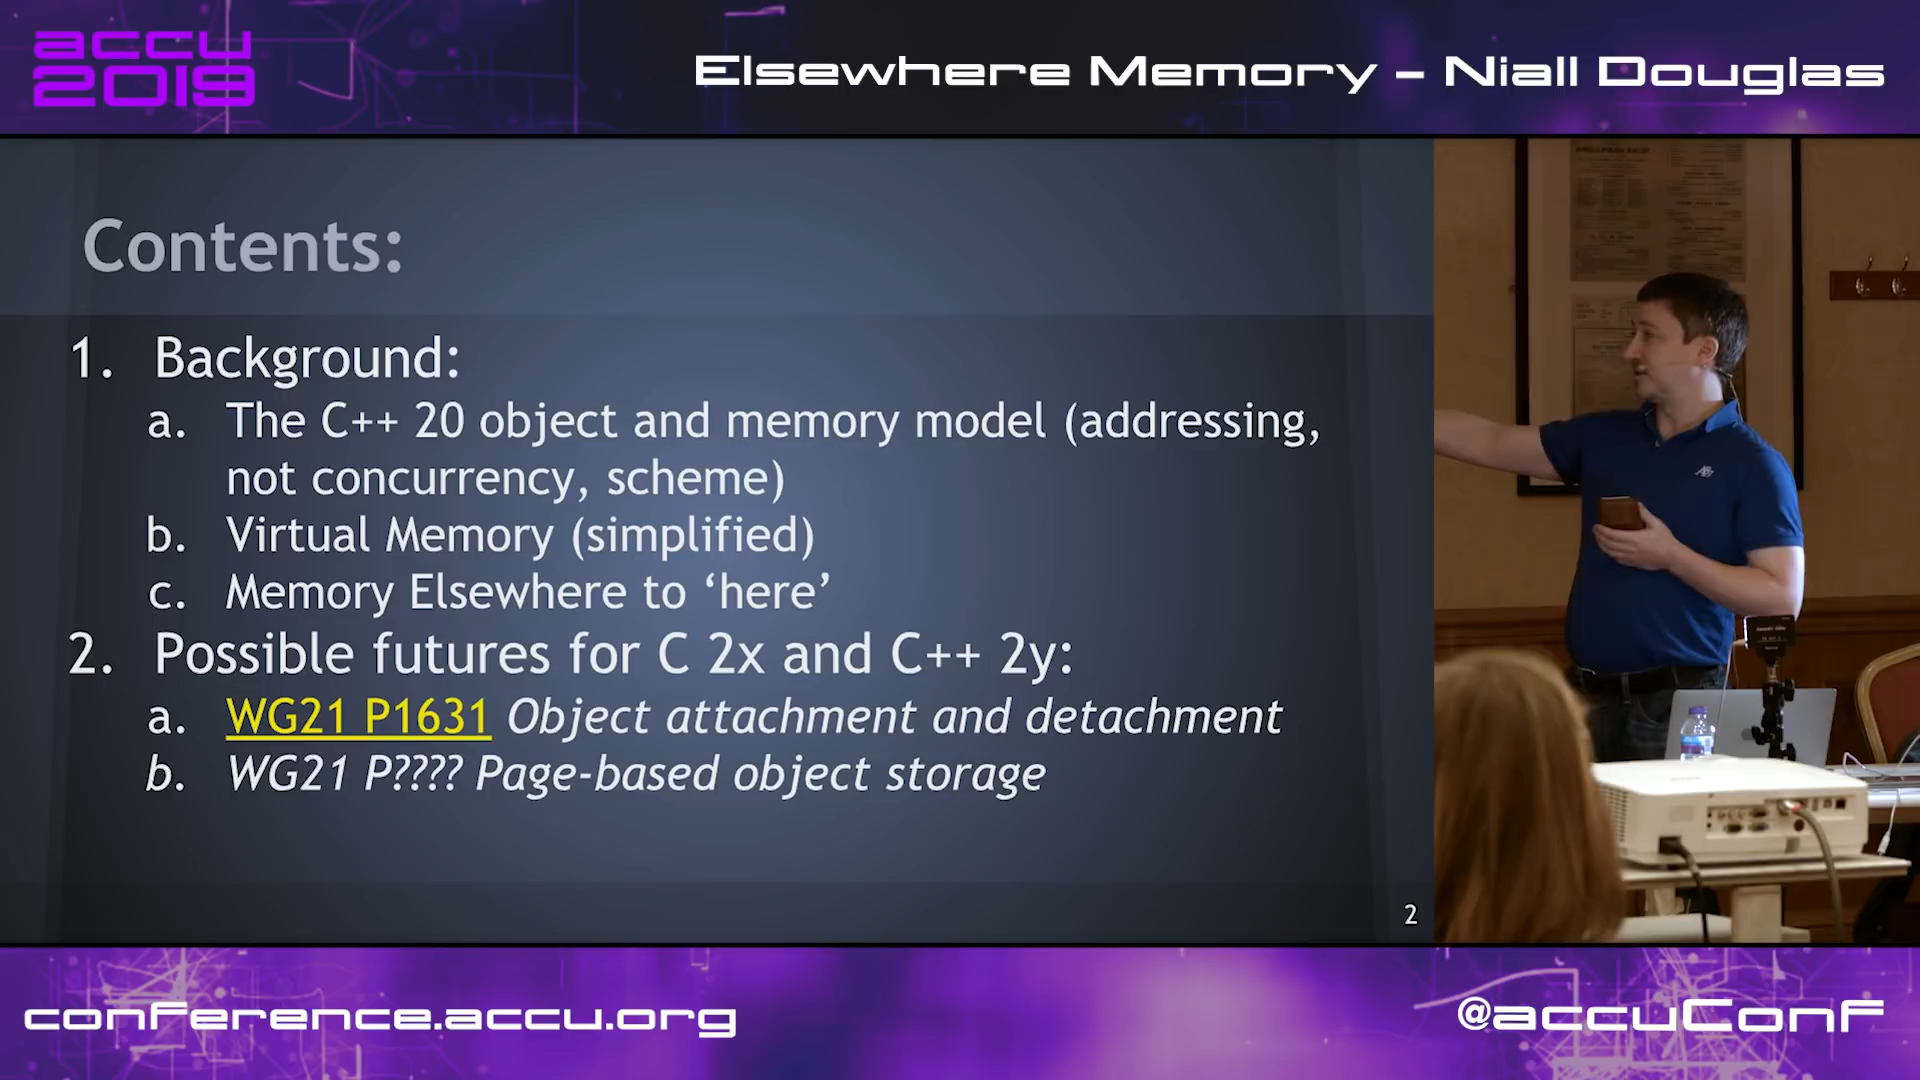 accu
2019
Elsewhere Memory – Niall Douglas
Contents:
1. Background:
a. The C++ 20 object and memory model (addressing,
not concurrency, scheme)
b. Virtual Memory (simplified)
c. Memory Elsewhere to ‘here’
2. Possible futures for C 2x and C++ 2y:
a. WG21 P1631 Object attachment and detachment
b. WG21 P???? Page-based object storage
2
conference.accu.org
@accuConf